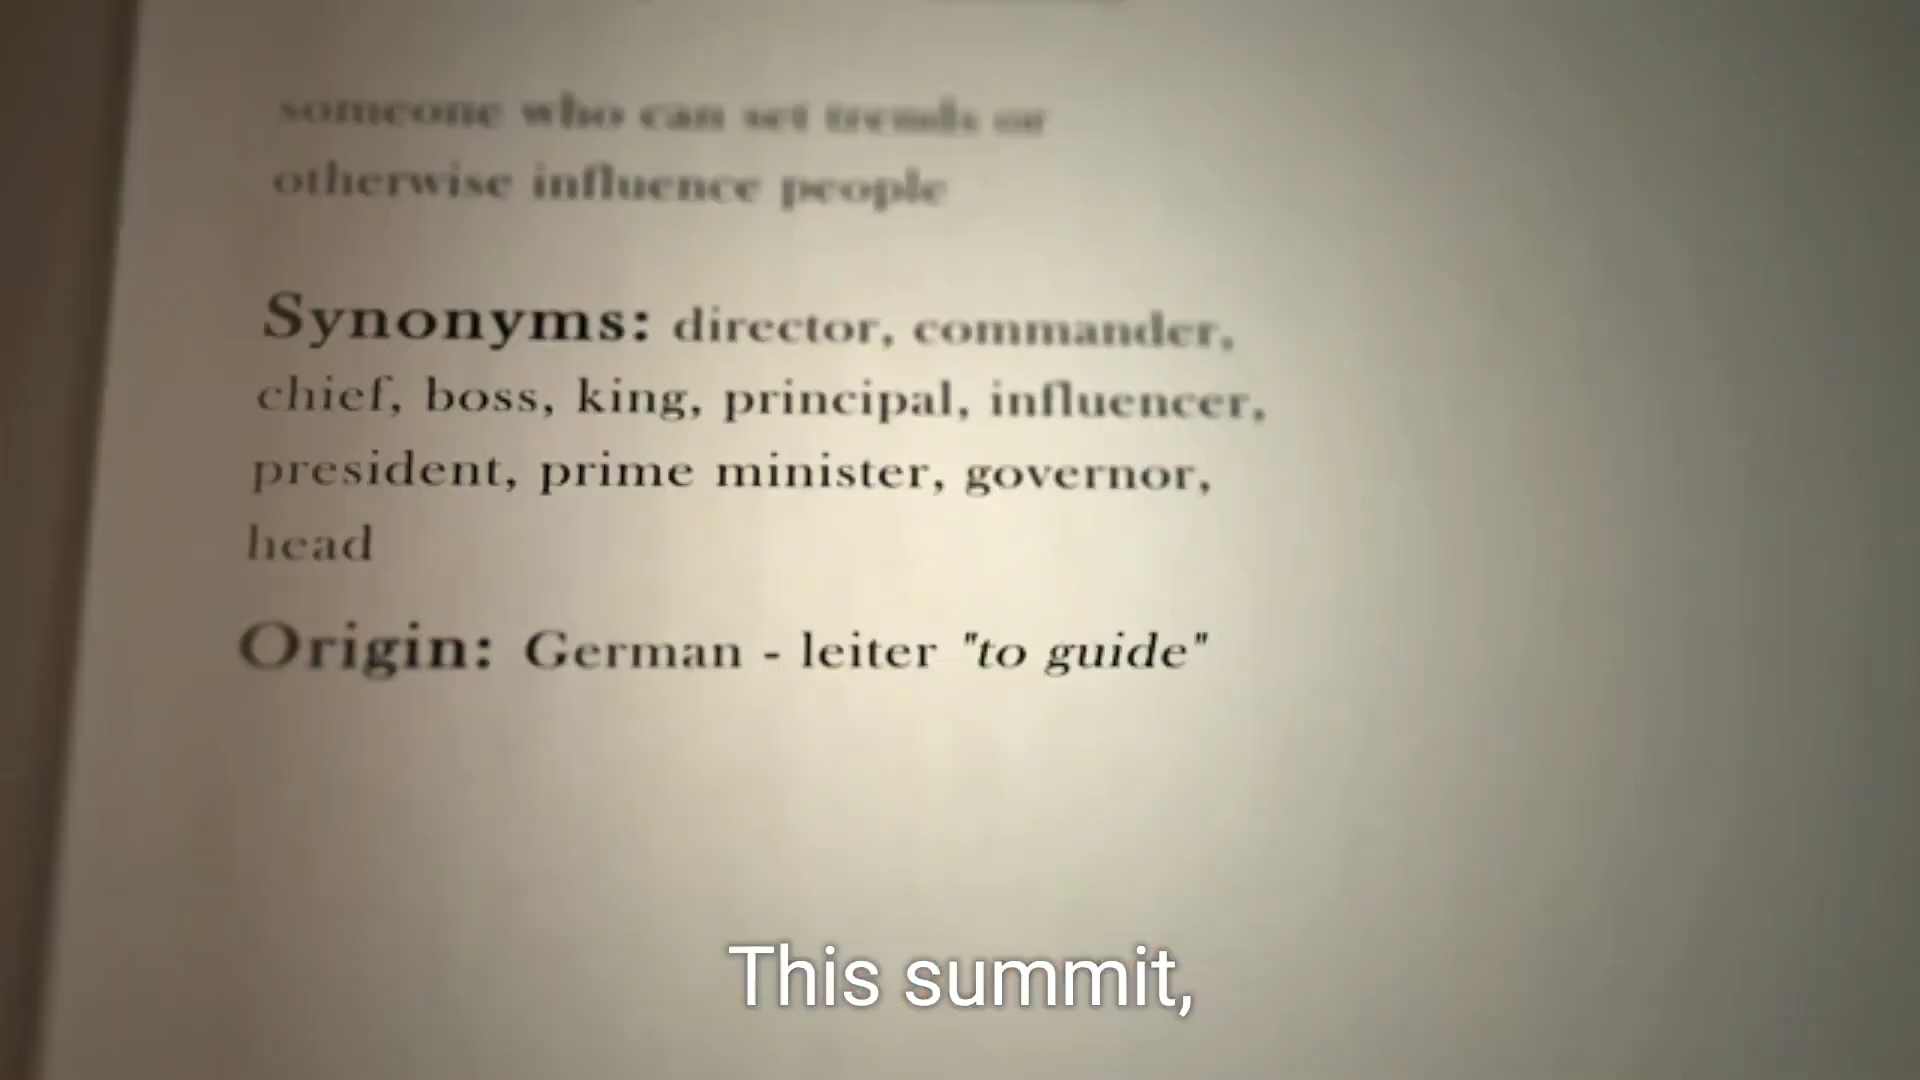 someone who can set trends or
otherwise influence people
Synonyms: director, commander,
chief, boss, king, principal, influencer,
president, prime minister, governor,
head
Origin: German - leiter "to guide"
This summit,